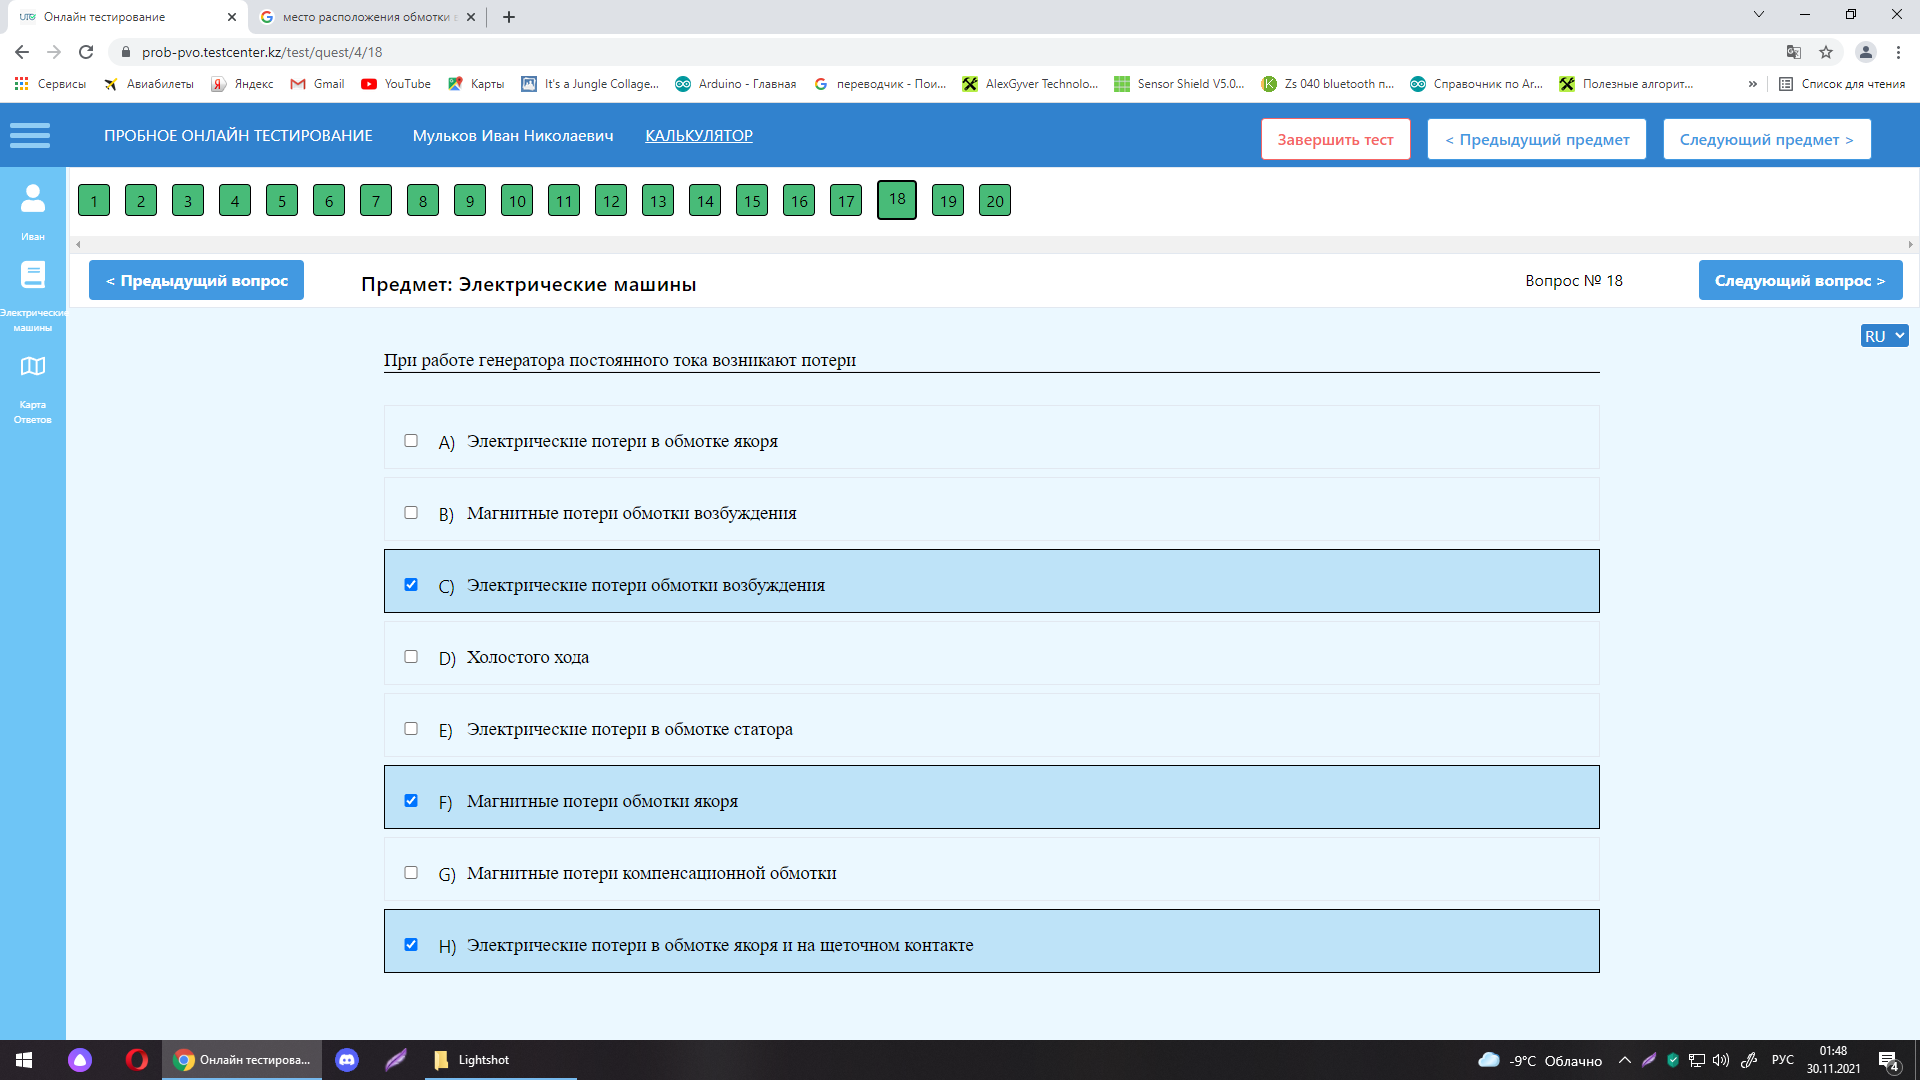 Онлайн тестирование
место расположения обмотки в
prob-pvo.testcenter.kz/test/quest/4/18
Сервисы Авиабилеты Яндекс Gmail YouTube Карты It's a Jungle Collage... Arduino - Главная переводчик - Пои... AlexGyver Technolo... Sensor Shield V5.0... Zs 040 bluetooth п... Справочник по Ar... Полезные алгорит... » Список для чтения
ПРОБНОЕ ОНЛАЙН ТЕСТИРОВАНИЕ Мульков Иван Николаевич КАЛЬКУЛЯТОР Завершить тест < Предыдущий предмет Следующий предмет >
1 2 3 4 5 6 7 8 9 10 11 12 13 14 15 16 17 18 19 20
Иван
Электрически
машины
Карта
Ответов
< Предыдущий вопрос Предмет: Электрические машины Вопрос № 18 Следующий вопрос >
RU
При работе генератора постоянного тока возникают потери
A) Электрические потери в обмотке якоря
B) Магнитные потери обмотки возбуждения
C) Электрические потери обмотки возбуждения
D) Холостого хода
E) Электрические потери в обмотке статора
F) Магнитные потери обмотки якоря
G) Магнитные потери компенсационной обмотки
H) Электрические потери в обмотке якоря и на щеточном контакте
Онлайн тестирова... Lightshot -9°C Облачно РУС 01:48
30.11.2021 4